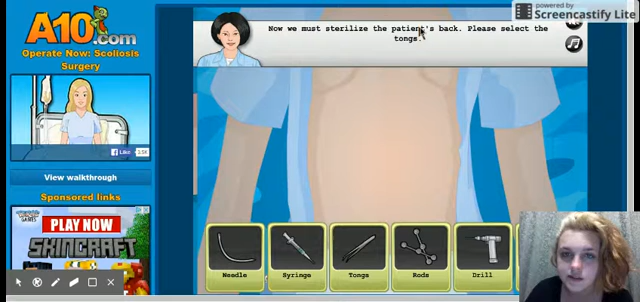 powered by
Screencastify Lite
A10.com
Operate Now: Scoliosis
Surgery
Now we must sterilize the patient's back. Please select the
tongs.
Like
View walkthrough
Sponsored links
PLAY NOW
SKINCRAFT
Needle
Syringe
Tongs
Rods
Drill